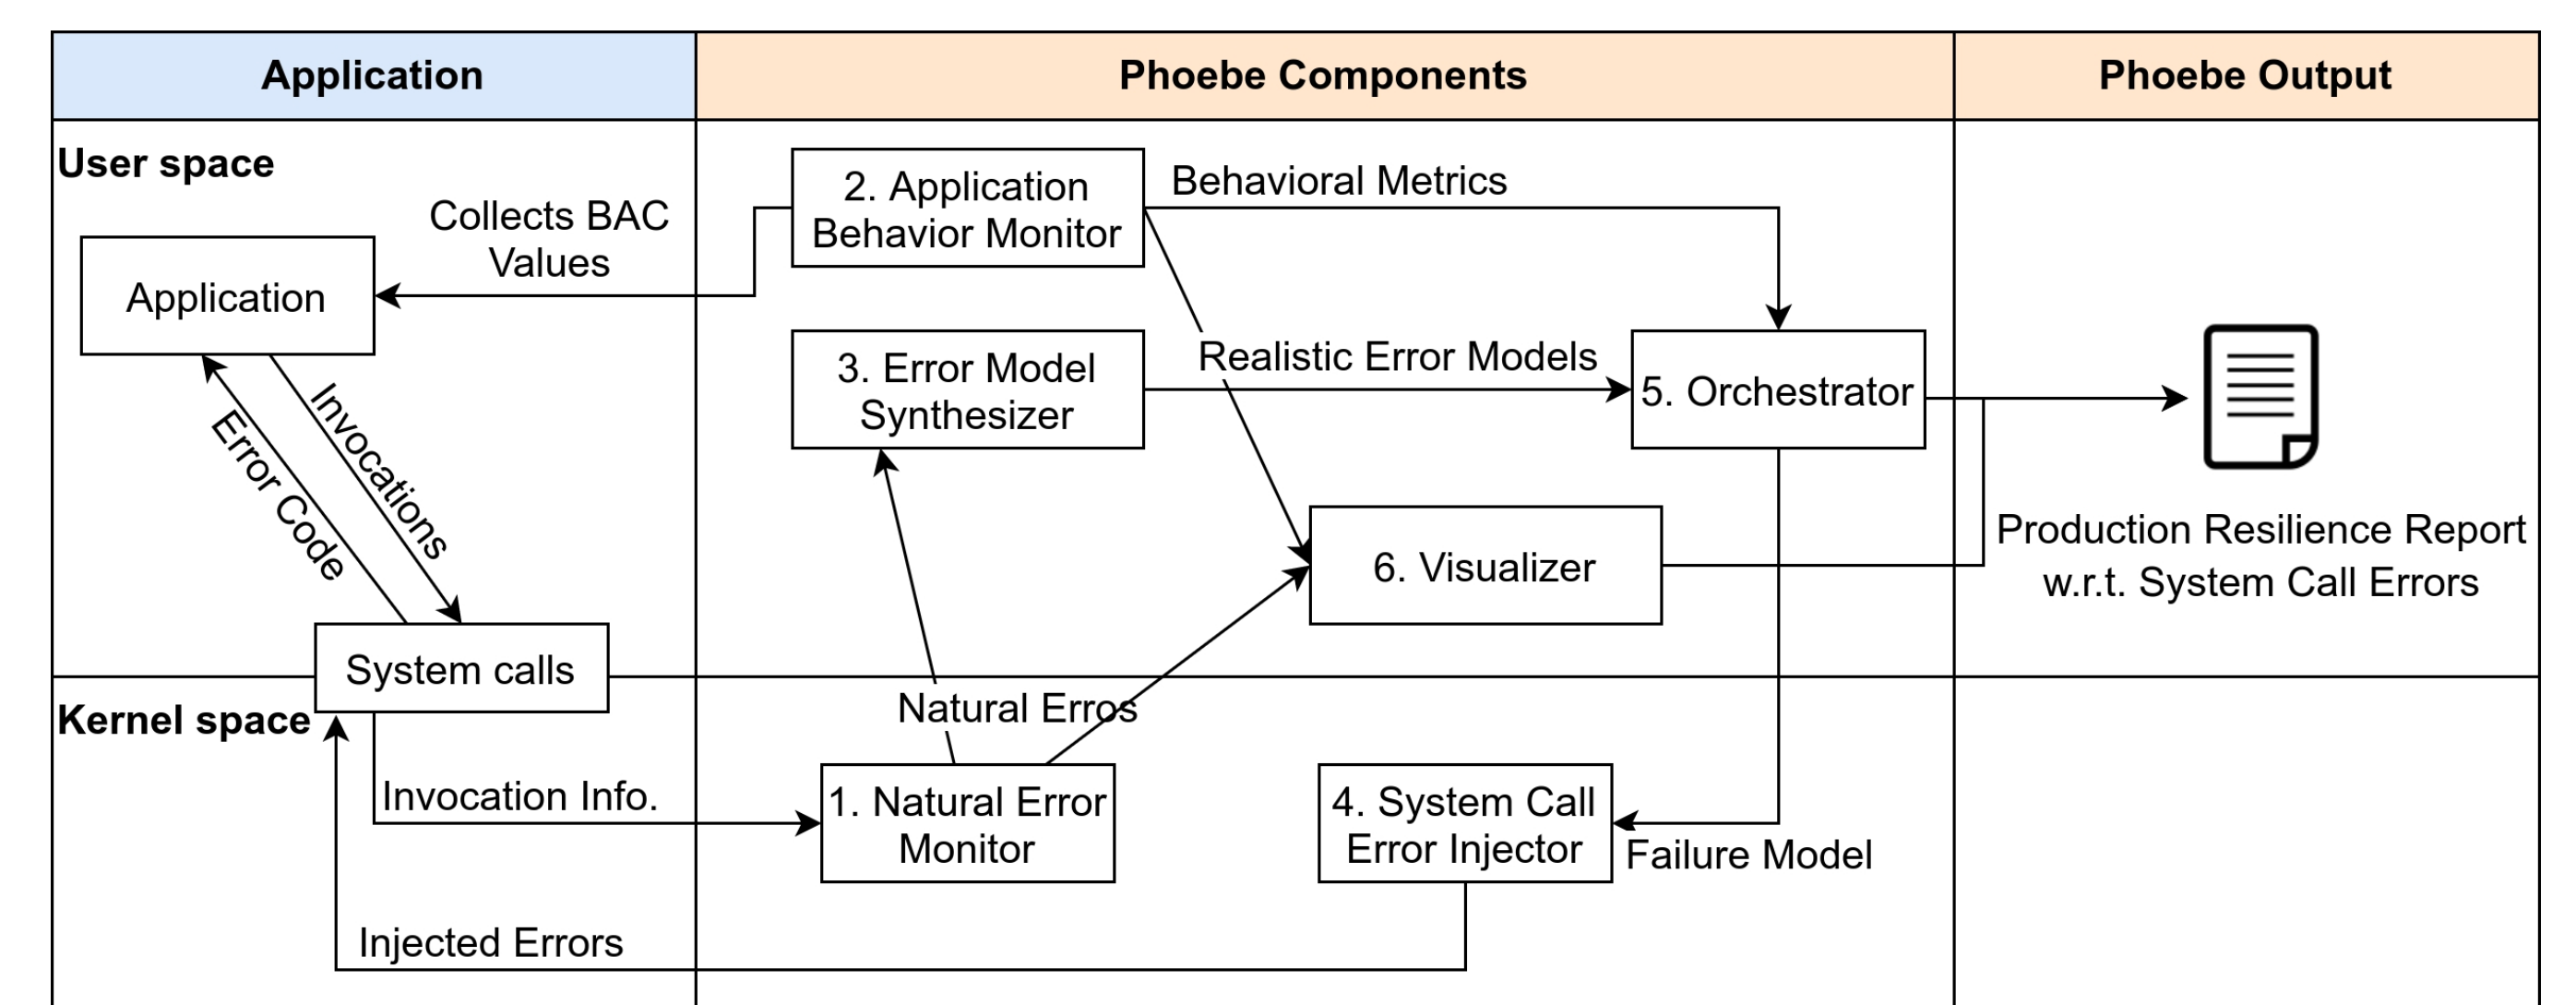 Application
Phoebe Components
Phoebe Output
User space
Collects BAC
Values
Application
Invocations
Error Code
System calls
Kernel space
Invocation Info.
Injected Errors
2. Application
Behavior Monitor
Behavioral Metrics
3. Error Model
Synthesizer
Realistic Error Models
5. Orchestrator
6. Visualizer
Natural Erros
1. Natural Error
Monitor
4. System Call
Error Injector
Failure Model
Production Resilience Report
w.r.t. System Call Errors